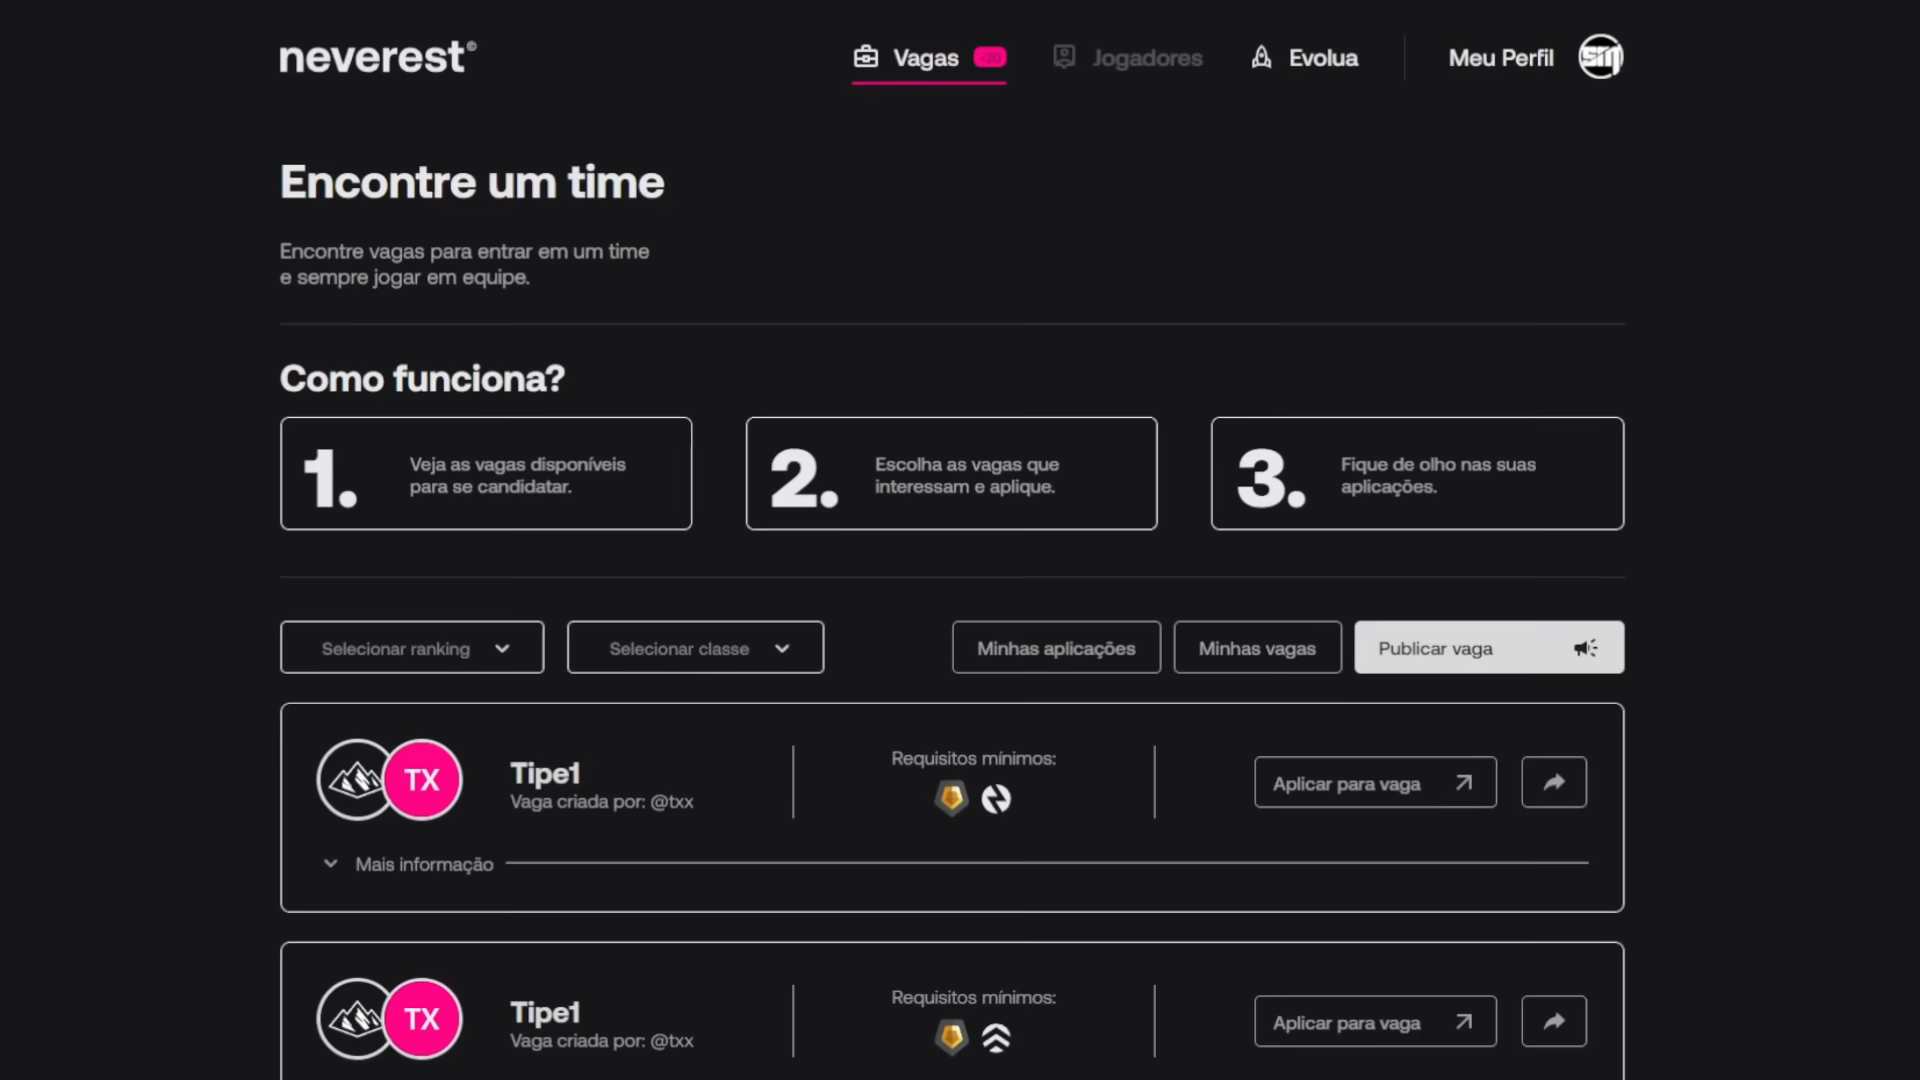 neverest©
Vagas
Jogadores
Evolua
Meu Perfil
Encontre um time
Encontre vagas para entrar em um time
e sempre jogar em equipe.
Como funciona?
1.
Veja as vagas disponíveis
para se candidatar.
2.
Escolha as vagas que
interessam e aplique.
3.
Fique de olho nas suas
aplicações.
Selecionar ranking
Selecionar classe
Minhas aplicações
Minhas vagas
Publicar vaga
TX
Tipe1
Vaga criada por: @txx
Requisitos mínimos:
Aplicar para vaga
Mais informação
TX
Tipe1
Vaga criada por: @txx
Requisitos mínimos:
Aplicar para vaga